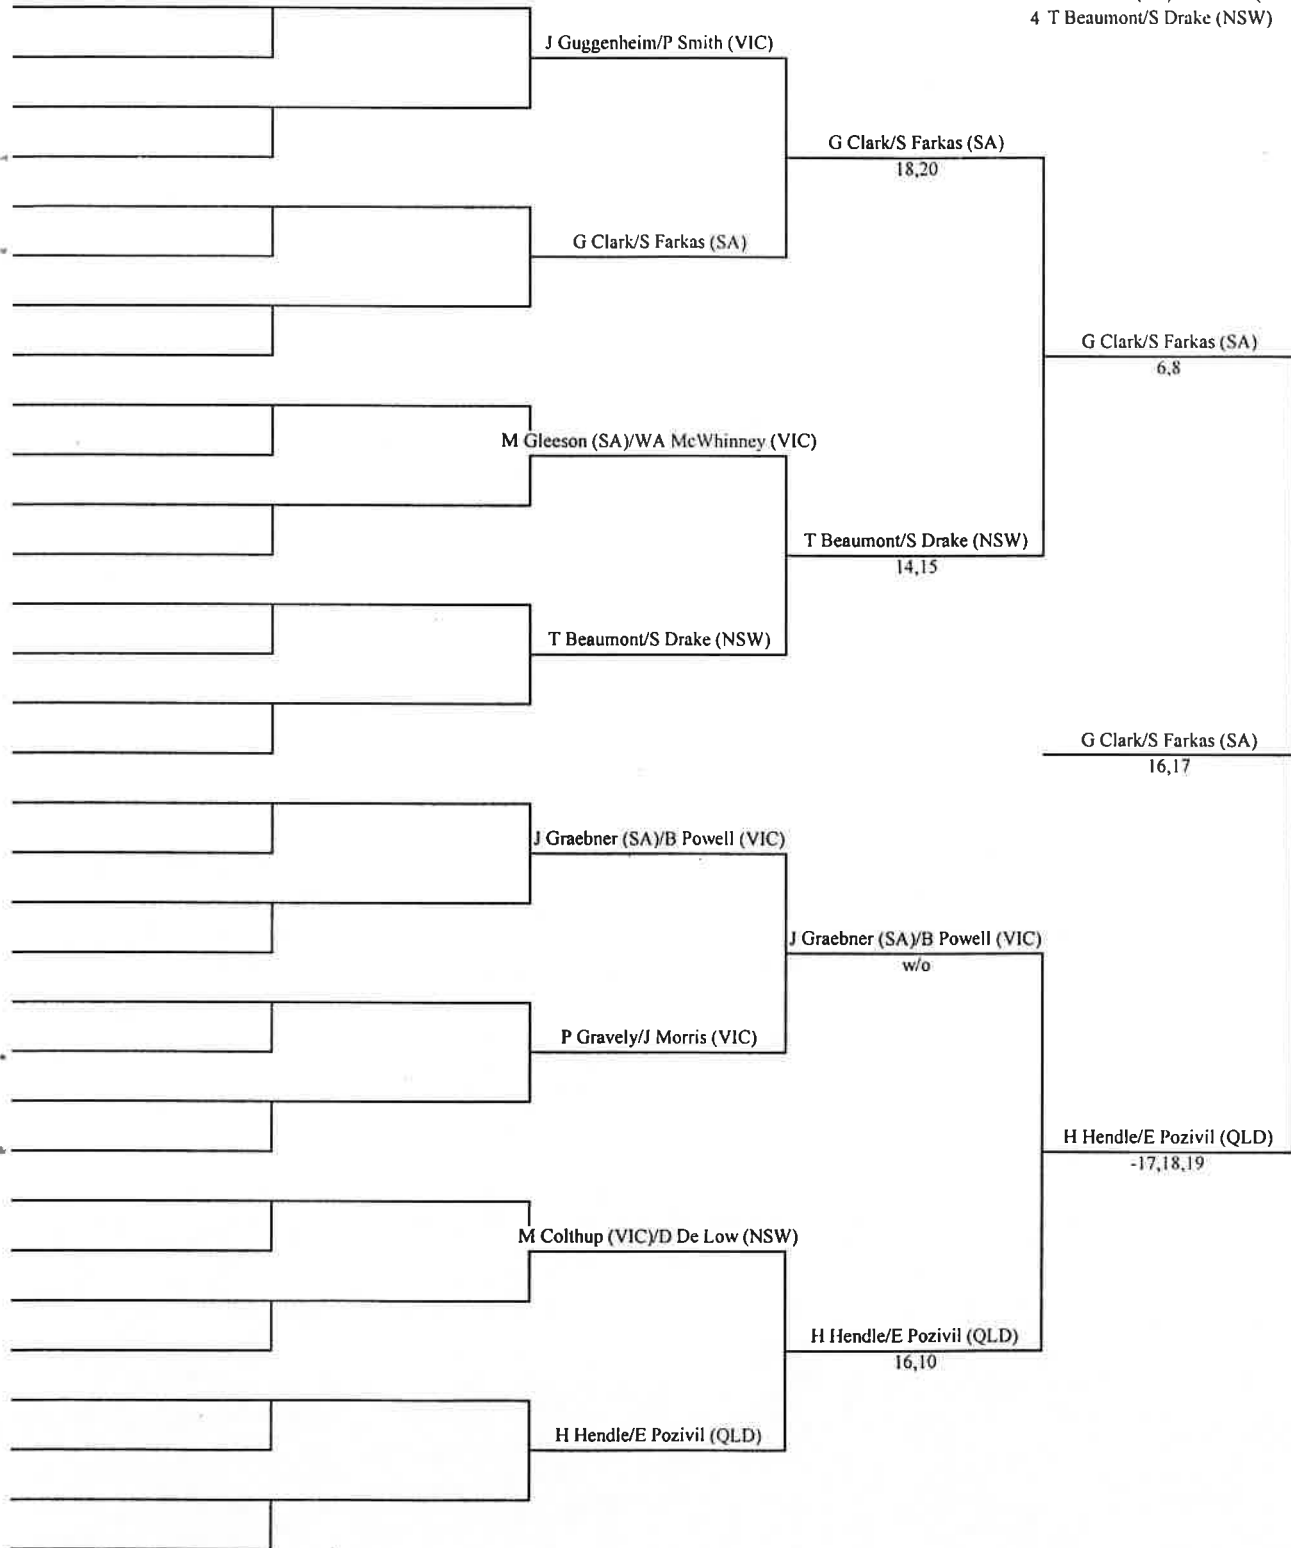 4 T Beaumont/S Drake (NSW)
J Guggenheim/P Smith (VIC)
G Clark/S Farkas (SA)
18,20
G Clark/S Farkas (SA)
G Clark/S Farkas (SA)
6,8
M Gleeson (SA)/WA McWhinney (VIC)
T Beaumont/S Drake (NSW)
14,15
T Beaumont/S Drake (NSW)
G Clark/S Farkas (SA)
16,17
J Graebner (SA)/B Powell (VIC)
J Graebner (SA)/B Powell (VIC)
w/o
P Gravely/J Morris (VIC)
H Hendle/E Pozivil (QLD)
-17,18,19
M Colthup (VIC)/D De Low (NSW)
H Hendle/E Pozivil (QLD)
16,10
H Hendle/E Pozivil (QLD)